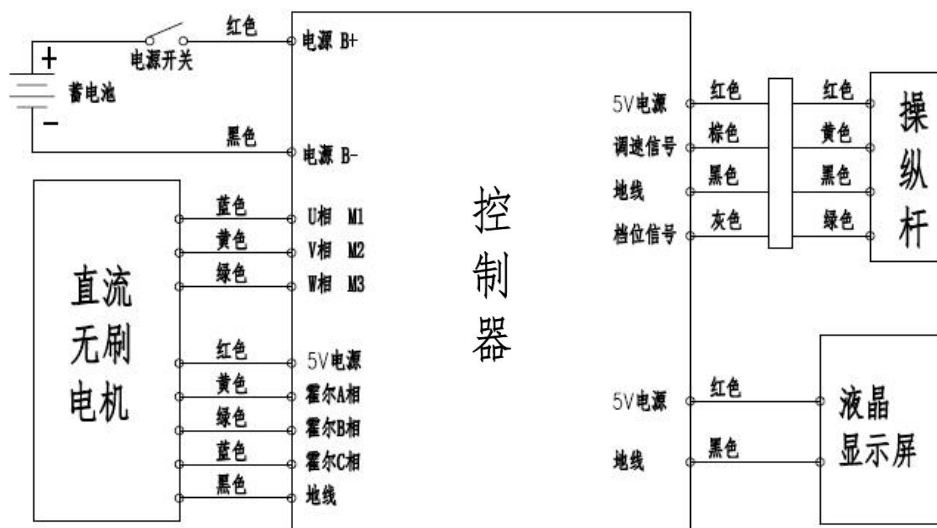 红色
电源 B+
电源开关
+
蓄电池
-
黑色
电源 B-
直流
无刷
电机
蓝色
U相 M1
黄色
V相 M2
绿色
W相 M3
红色
5V电源
黄色
霍尔A相
绿色
霍尔B相
蓝色
霍尔C相
黑色
地线
控
制
器
5V电源 红色 红色
调速信号 棕色 黄色
地线 黑色 黑色
档位信号 灰色 绿色
操
纵
杆
5V电源 红色
地线 黑色
液晶
显示屏